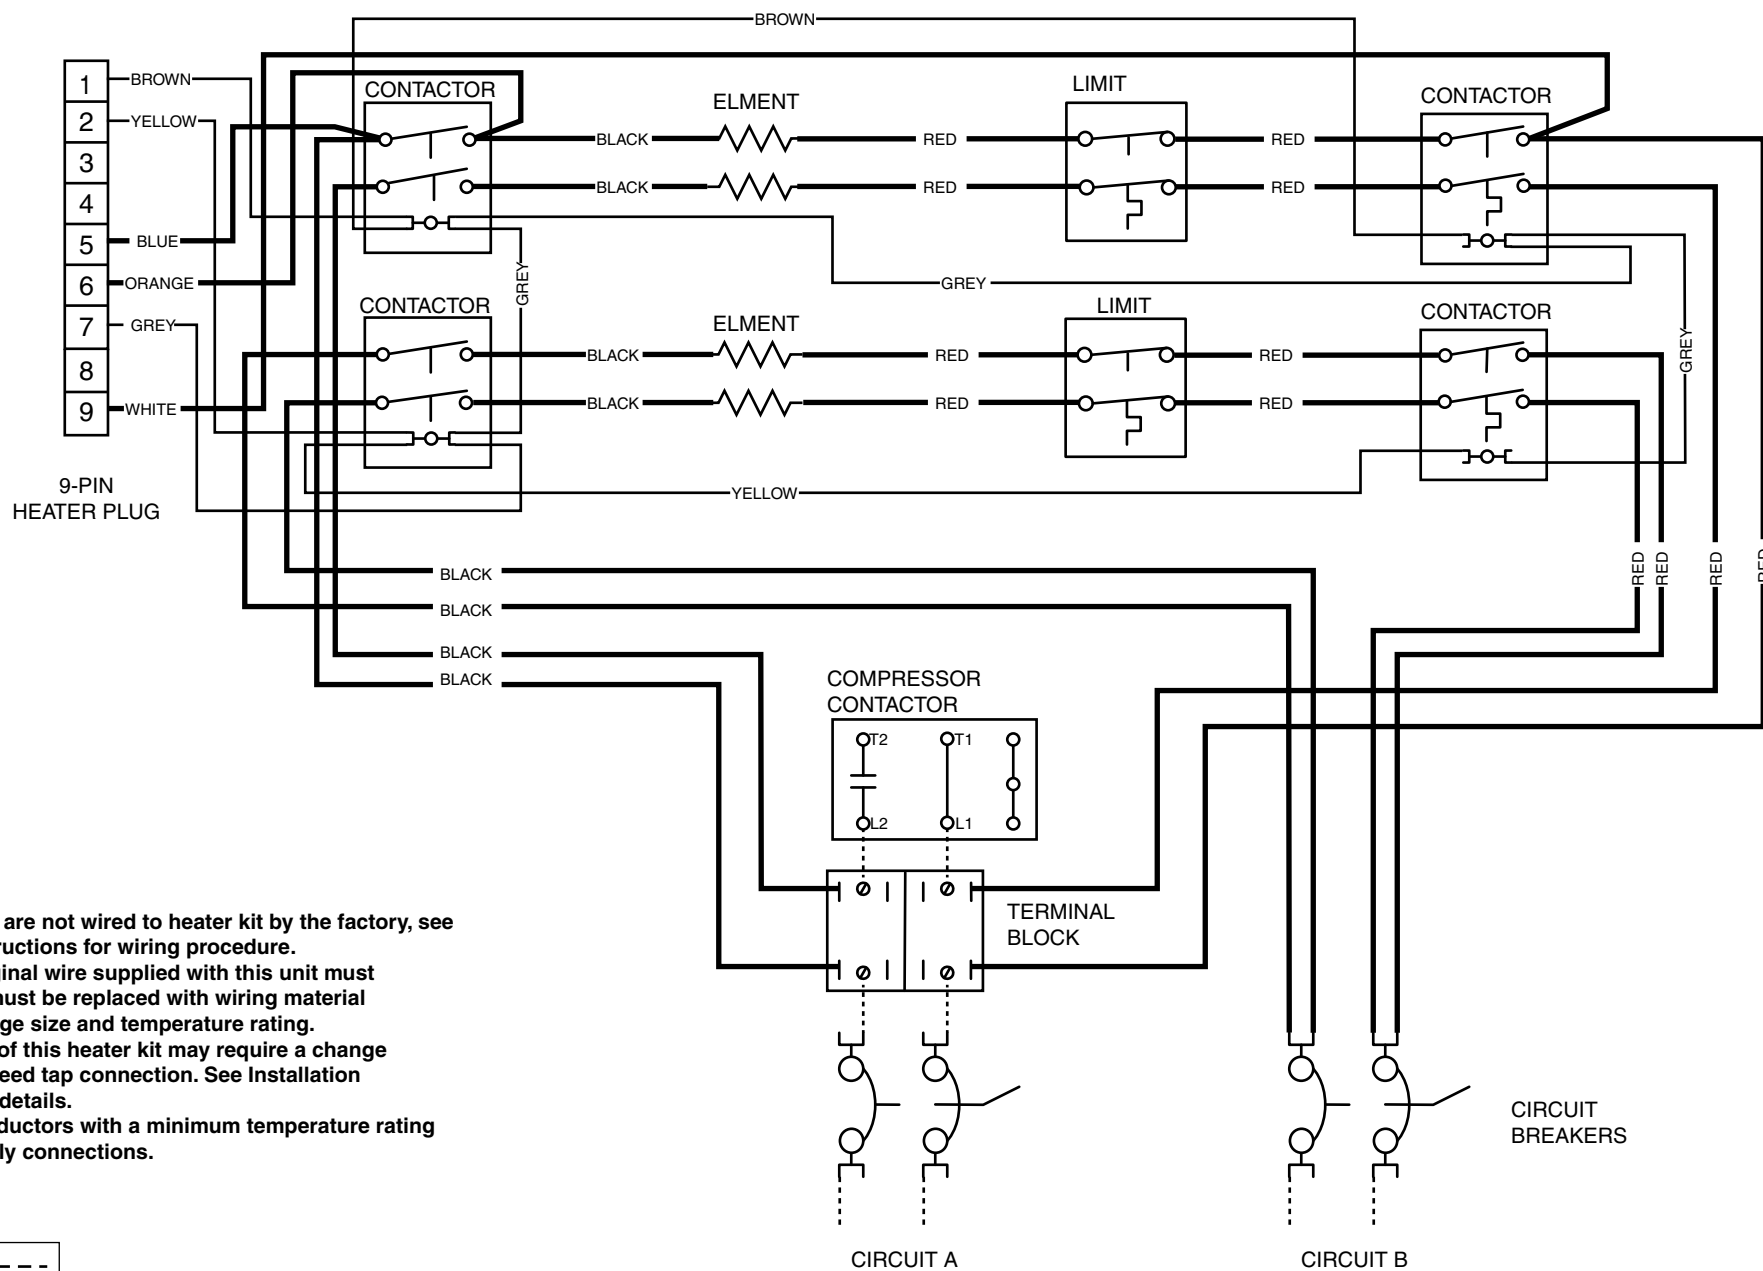 BROWN
1
BROWN
2
YELLOW
3
4
5
BLUE
6
ORANGE
7
GREY
8
9
WHITE
9-PIN
HEATER PLUG
CONTACTOR
ELMENT
LIMIT
CONTACTOR
BLACK
RED
RED
BLACK
RED
RED
GREY
GREY
CONTACTOR
ELMENT
LIMIT
CONTACTOR
BLACK
RED
RED
GREY
BLACK
RED
RED
YELLOW
BLACK
BLACK
BLACK
BLACK
RED
RED
RED
RED
COMPRESSOR
CONTACTOR
T2
T1
L2
L1
TERMINAL
BLOCK
are not wired to heater kit by the factory, see
ructions for wiring procedure.
ginal wire supplied with this unit must
must be replaced with wiring material
ge size and temperature rating.
of this heater kit may require a change
eed tap connection. See Installation
details.
ductors with a minimum temperature rating
ly connections.
CIRCUIT
BREAKERS
CIRCUIT A
CIRCUIT B